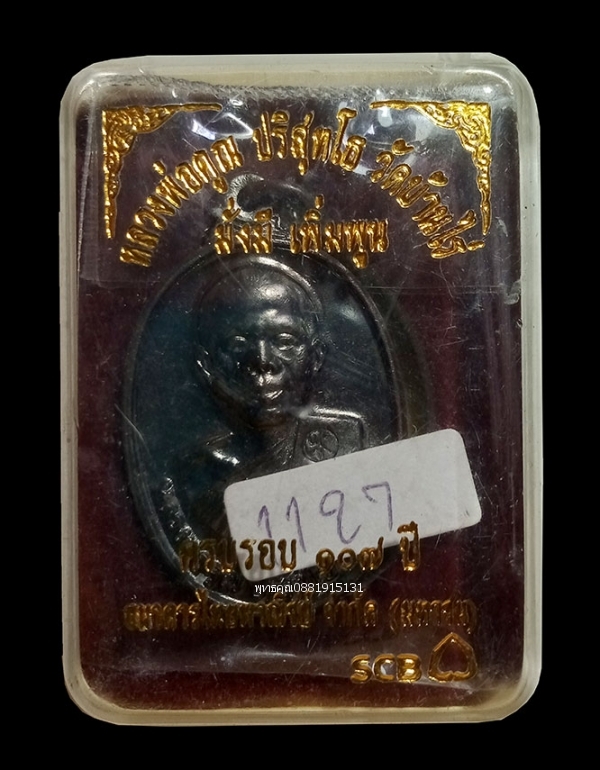 หลวงพ่อคูณ ปริสุทโธ วัดบ้านไร่
มั่งมี เพิ่มพูน
1127
ครบรอบ ๑๐๗ ปี
พุทธคุณ0881915131
ธนาคารไทยพาณิชย์ จำกัด (มหาชน)
SCB